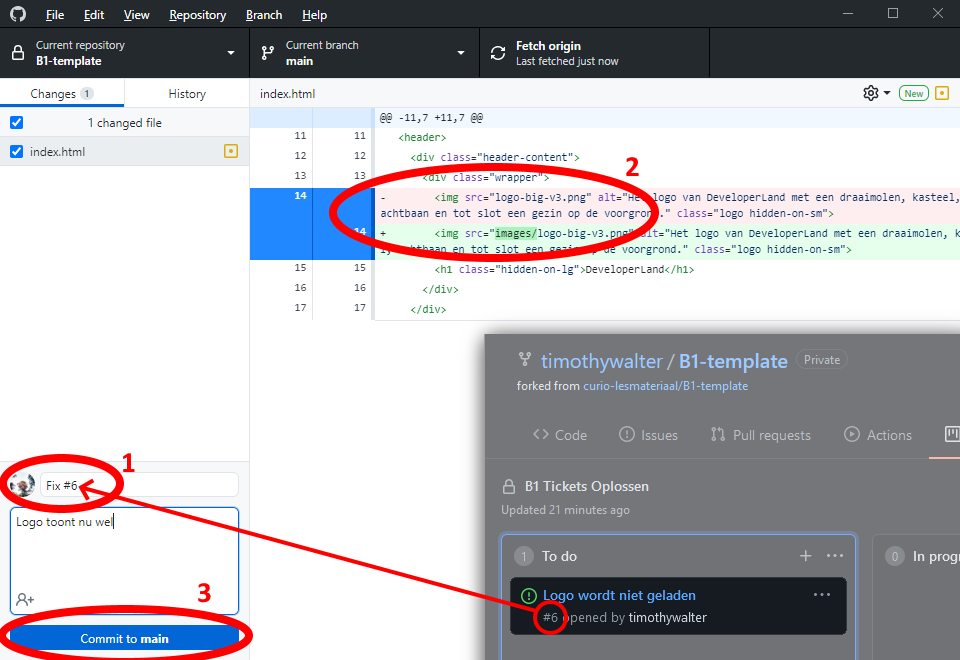 File Edit View Repository Branch Help
Current repository
B1-template
Current branch
main
Fetch origin
Last fetched just now
Changes 1 History
index.html
New
1 changed file
index.html
@@ -11,7 +11,7 @@
11 11 <header>
12 12 <div class="header-content">
13 13 <div class="wrapper">
14 - <img src="logo-big-v3.png" alt="Het logo van DeveloperLand met een draaimolen, kasteel,
achtbaan en tot slot een gezin op de voorgrond." class="logo hidden-on-sm">
14 + <img src="images/logo-big-v3.png" alt="Het logo van DeveloperLand met een draaimolen, k
achtbaan en tot slot een gezin op de voorgrond." class="logo hidden-on-sm">
15 15 <h1 class="hidden-on-lg">DeveloperLand</h1>
16 16 </div>
17 17 </div>
2
timothywalter / B1-template Private
forked from curio-lesmateriaal/B1-template
Code Issues Pull requests Actions
B1 Tickets Oplossen
Updated 21 minutes ago
1 To do
0 In progr
Logo wordt niet geladen
#6 opened by timothywalter
1
Fix #6
Logo toont nu wel
3
Commit to main